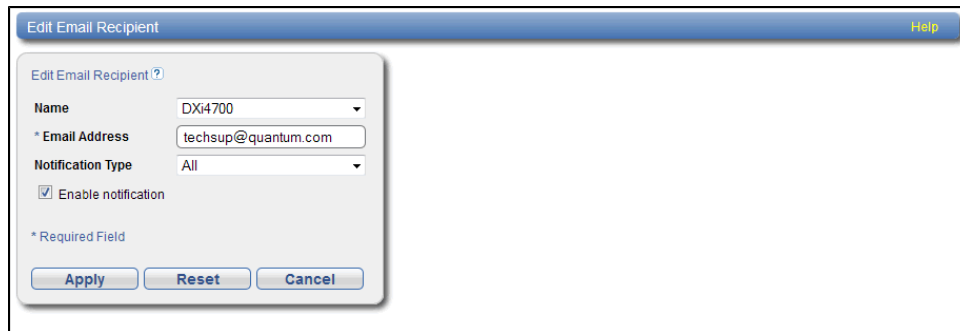 Edit Email Recipient Help
Edit Email Recipient ?
Name DXi4700
* Email Address techsup@quantum.com
Notification Type All
Enable notification
* Required Field
Apply Reset Cancel